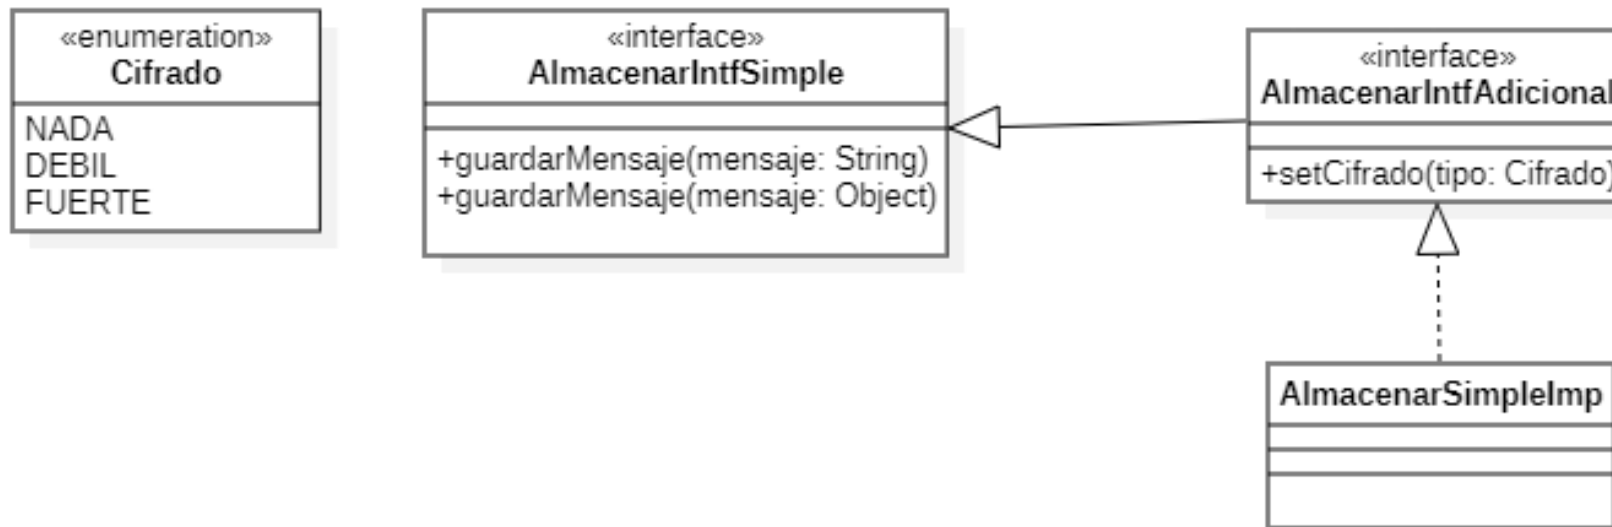 «enumeration»
Cifrado
NADA
DEBIL
FUERTE
«interface»
AlmacenarIntfSimple
+guardarMensaje(mensaje: String)
+guardarMensaje(mensaje: Object)
«interface»
AlmacenarIntfAdicional
+setCifrado(tipo: Cifrado)
AlmacenarSimpleImp